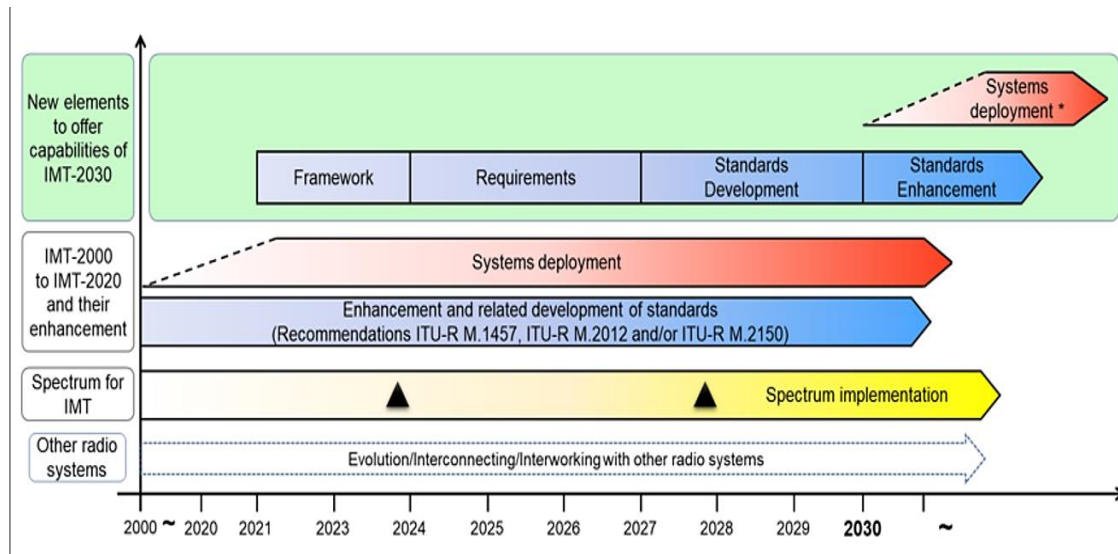 New elements
to offer
capabilities of
IMT-2030
Systems
deployment *
Framework
Requirements
Standards
Development
Standards
Enhancement
IMT-2000
to IMT-2020
and their
enhancement
Systems deployment
Enhancement and related development of standards
(Recommendations ITU-R M.1457, ITU-R M.2012 and/or ITU-R M.2150)
Spectrum for
IMT
Spectrum implementation
Other radio
systems
Evolution/Interconnecting/Interworking with other radio systems
2000 ~ 2020 2021 2023 2024 2025 2026 2027 2028 2029 2030 ~